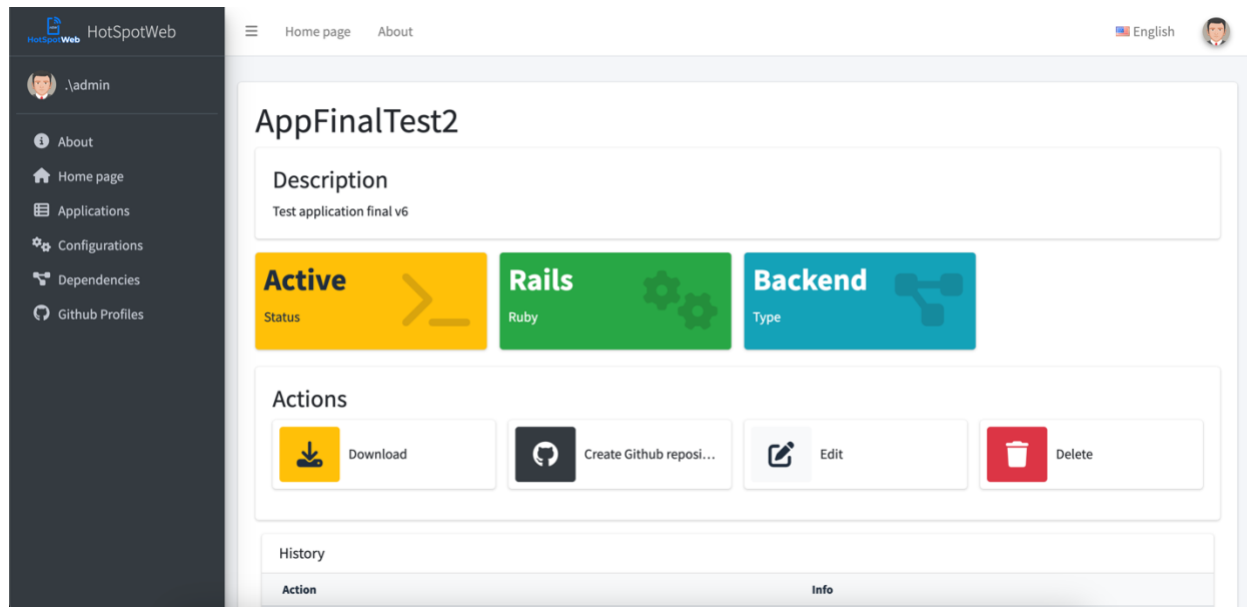 HotSpotWeb HotSpotWeb
.\admin
About
Home page
Applications
Configurations
Dependencies
Github Profiles
Home page About English
AppFinalTest2
Description
Test application final v6
Active
Status
Rails
Ruby
Backend
Type
Actions
Download
Create Github reposi...
Edit
Delete
History
Action Info